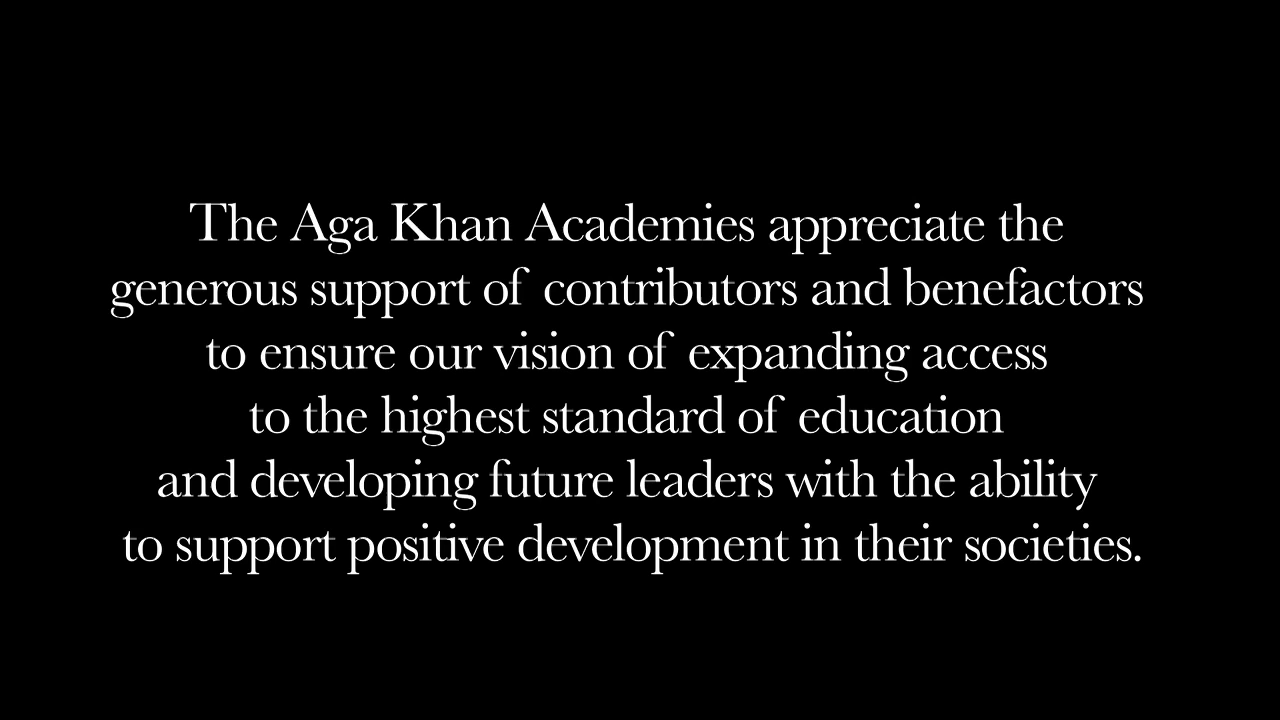 The Aga Khan Academies appreciate the
generous support of contributors and benefactors
to ensure our vision of expanding access
to the highest standard of education
and developing future leaders with the ability
to support positive development in their societies.